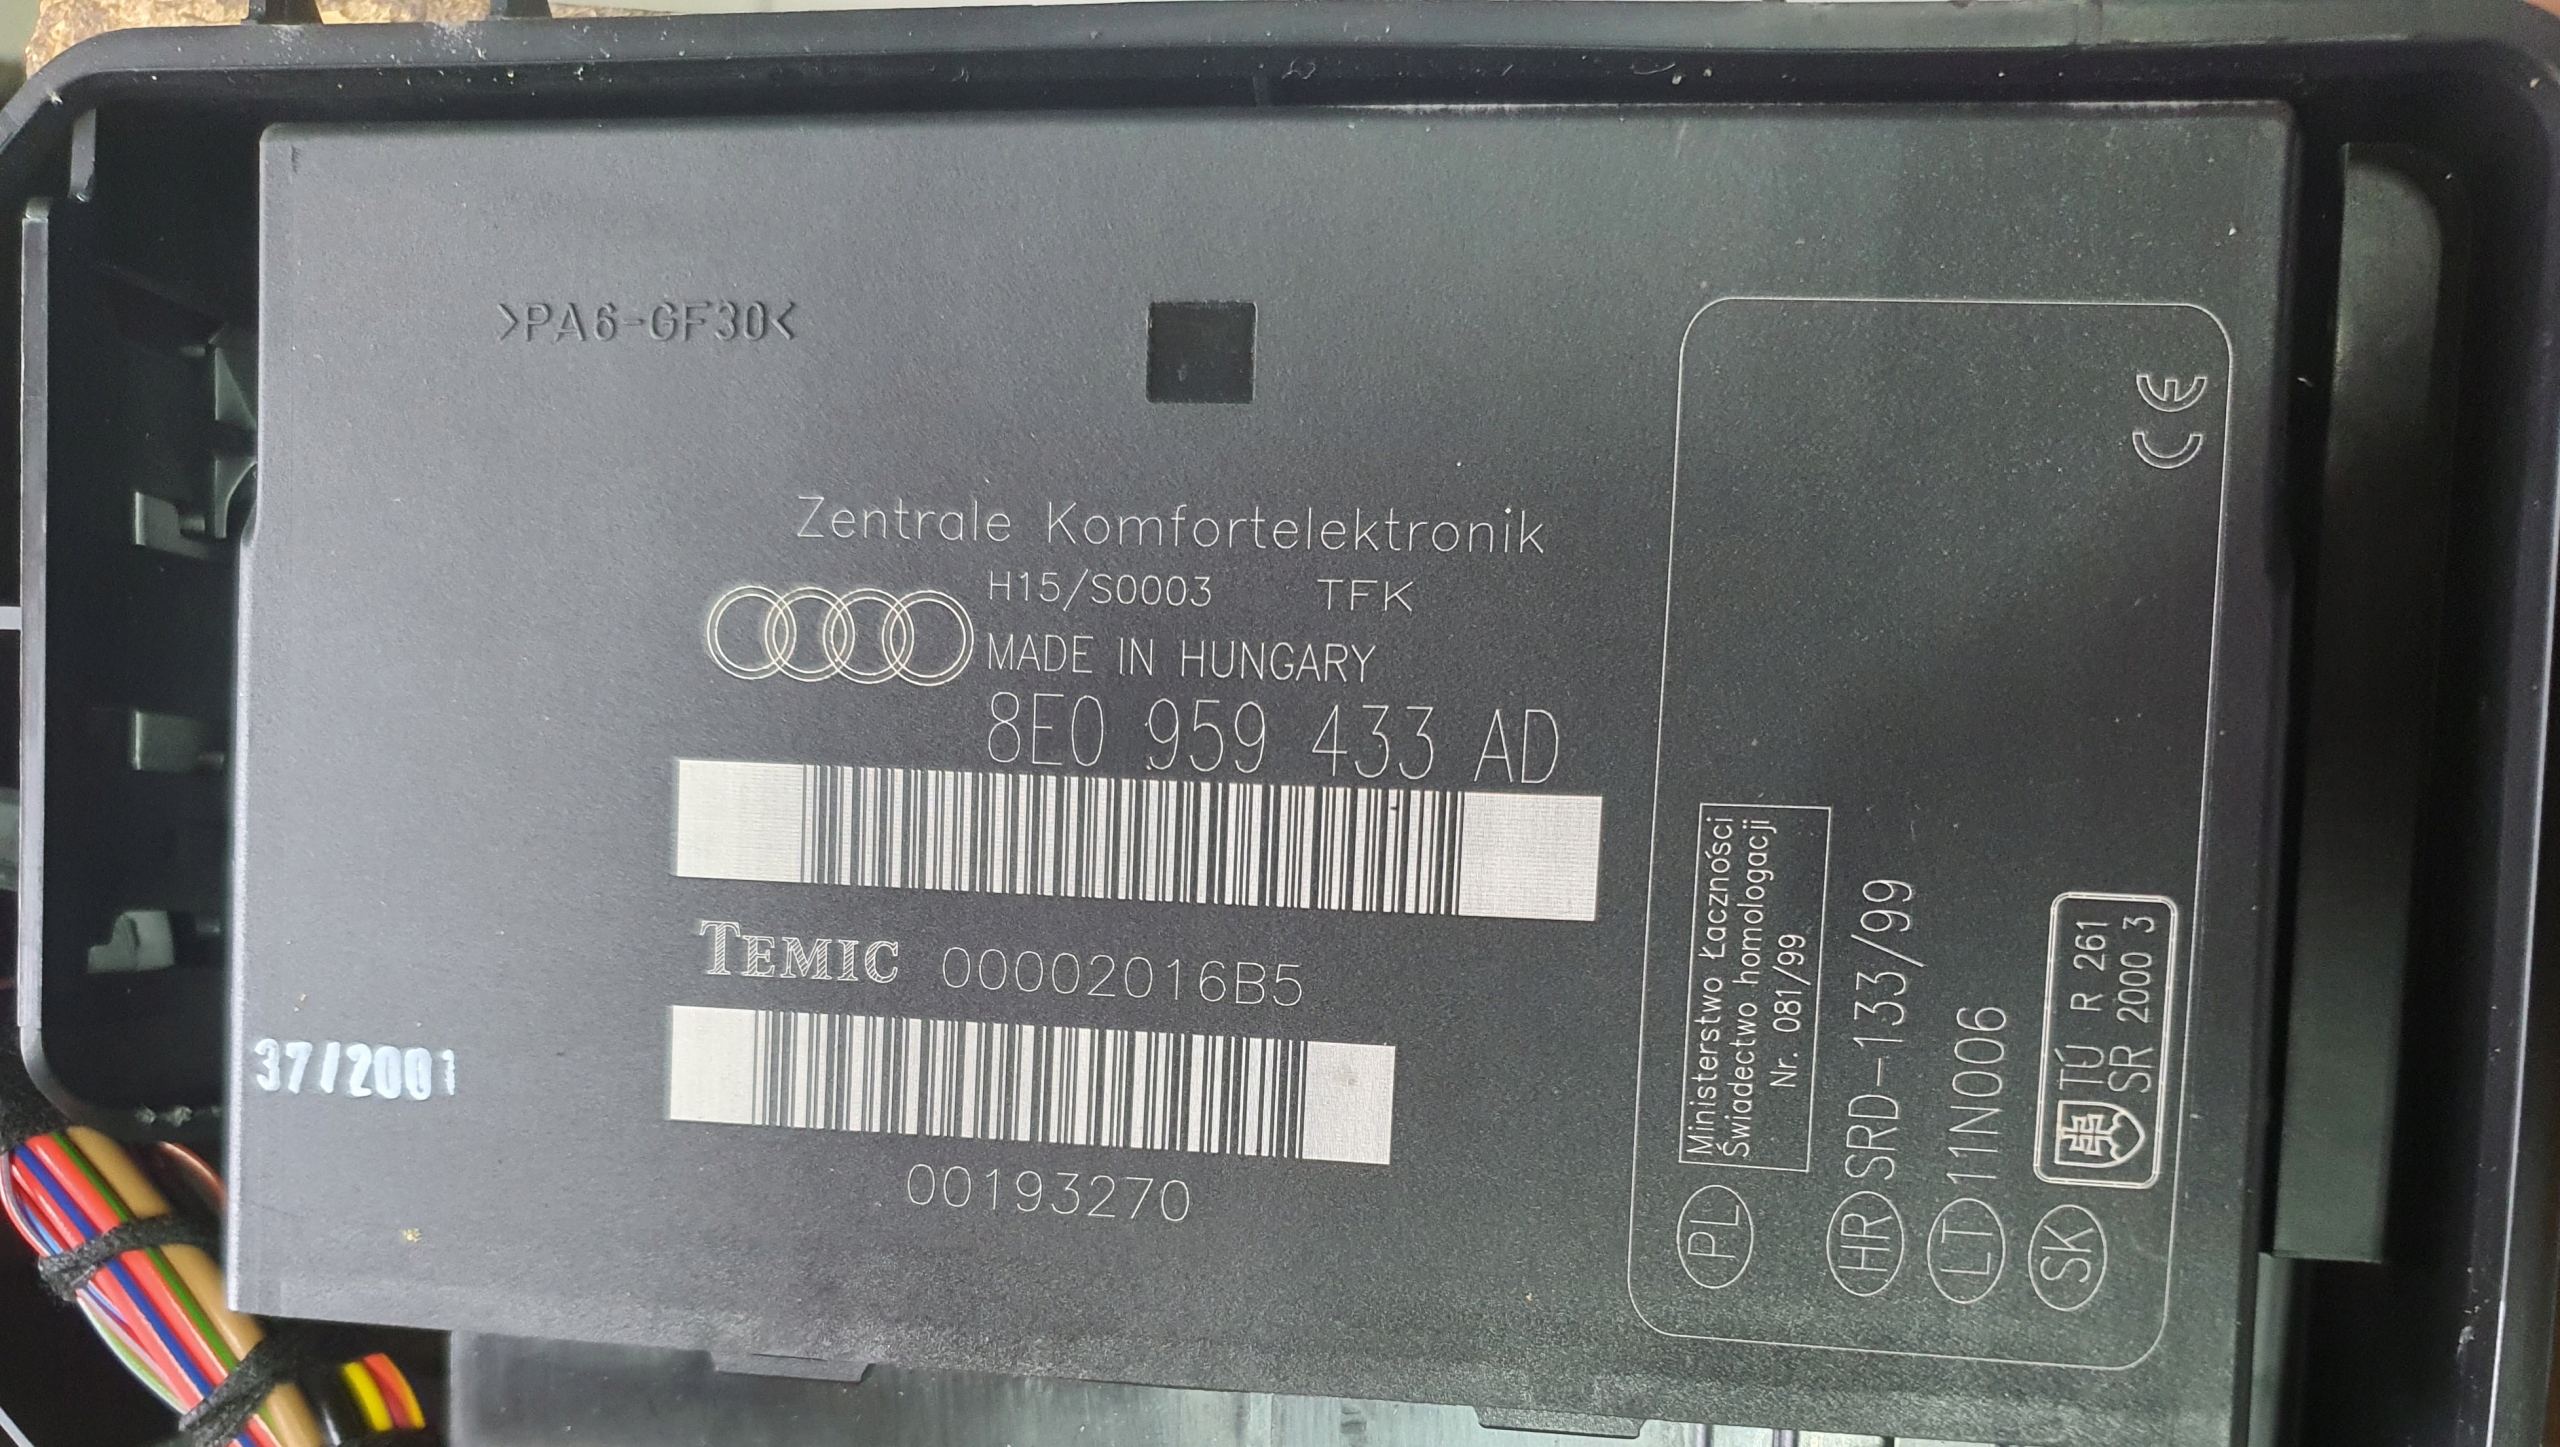 >PA6-GF30<
Zentrale Komfortelektronik
H15/S0003 TFK
MADE IN HUNGARY
8E0 959 433 AD
TEMIC 00002016B5
00193270
37/2001
CE
PL
Ministerstwo Łączności
Świadectwo homologacji
Nr. 081/99
HR SRD-133/99
LT 11N006
SK
TÚ R 261
SR 2000 3